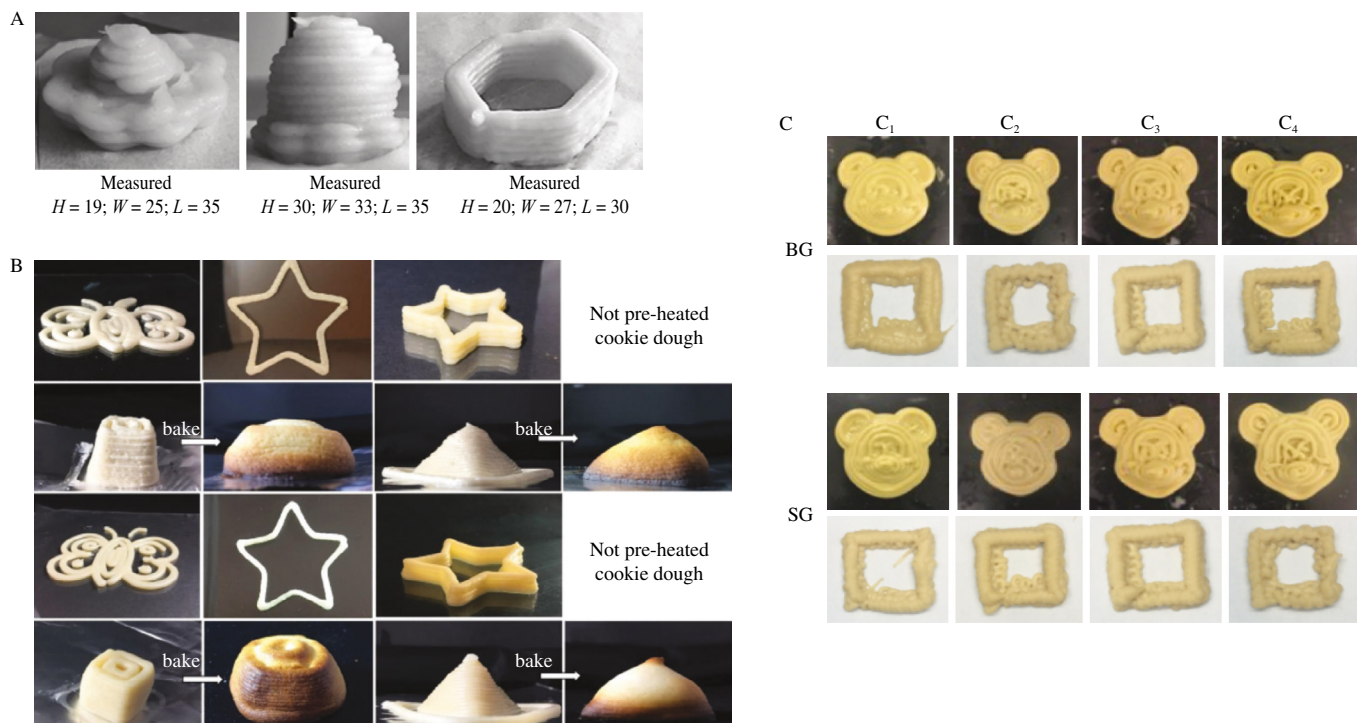 A
Measured
H = 19; W = 25; L = 35
Measured
H = 30; W = 33; L = 35
Measured
H = 20; W = 27; L = 30
B
Not pre-heated
cookie dough
bake
bake
Not pre-heated
cookie dough
bake
bake
C
C₁
C₂
C₃
C₄
BG
SG